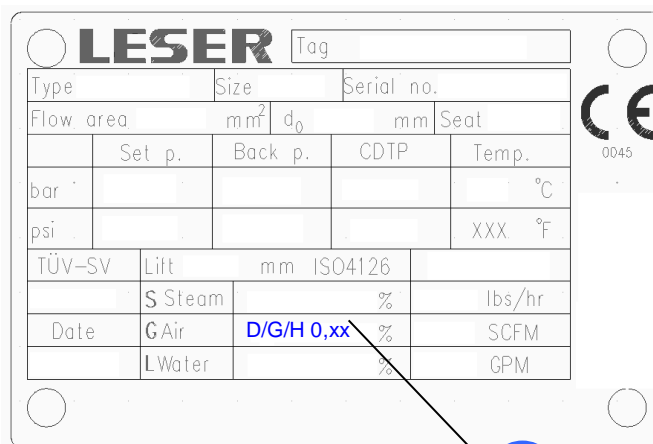 LESER Tag
Type Size Serial no.
Flow area mm² d₀ mm Seat
Set p. Back p. CDTP Temp.
bar °C
psi XXX. °F
TÜV-SV Lift mm ISO4126
S Steam % lbs/hr
Date G Air D/G/H 0,xx % SCFM
L Water % GPM
CE
0045